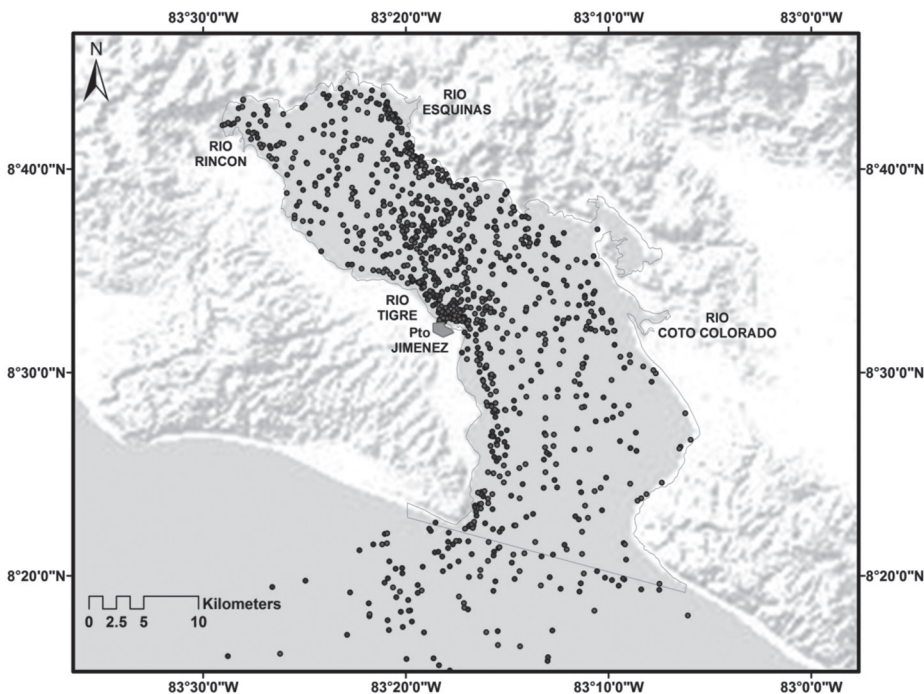 83°30'0"W 83°20'0"W 83°10'0"W 83°0'0"W
N
RIO
ESQUINAS
RIO
RINCON
8°40'0"N 8°40'0"N
RIO
TIGRE
Pto
JIMENEZ
RIO
COTO COLORADO
8°30'0"N 8°30'0"N
8°20'0"N 8°20'0"N
Kilometers
0 2.5 5 10
83°30'0"W 83°20'0"W 83°10'0"W 83°0'0"W